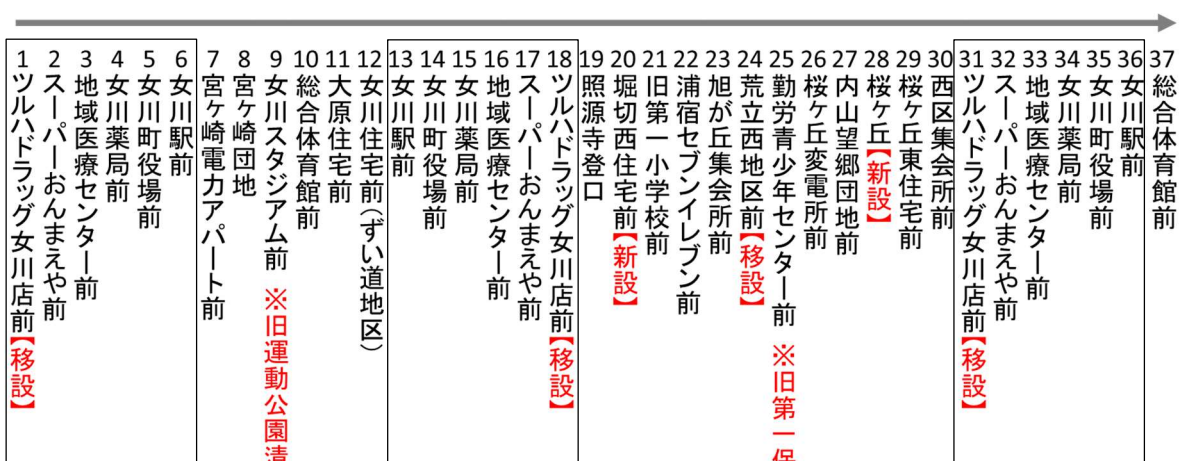 1 ツルハドラッグ女川店前【移設】
2 スーパーおんまえや前
3 地域医療センター前
4 女川薬局前
5 女川町役場前
6 女川駅前
7 宮ヶ崎電力アパート前
8 宮ヶ崎団地
9 女川スタジアム前 ※旧運動公園清
10 総合体育館前
11 大原住宅前
12 女川住宅前(ずい道地区)
13 女川駅前
14 女川町役場前
15 女川薬局前
16 地域医療センター前
17 スーパーおんまえや前
18 ツルハドラッグ女川店前【移設】
19 照源寺登口
20 堀切西住宅前【新設】
21 旧第一小学校前
22 浦宿セブンイレブン前
23 旭が丘集会所前
24 荒立西地区前【移設】
25 勤労青少年センター前 ※旧第一保
26 桜ヶ丘変電所前
27 内山望郷団地前
28 桜ヶ丘【新設】
29 桜ヶ丘東住宅前
30 西区集会所前
31 ツルハドラッグ女川店前【移設】
32 スーパーおんまえや前
33 地域医療センター前
34 女川薬局前
35 女川町役場前
36 女川駅前
37 総合体育館前